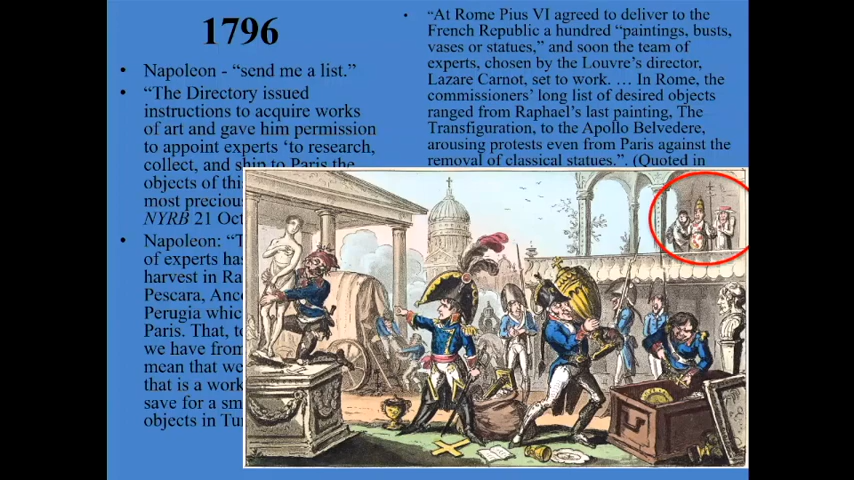 1796
• Napoleon - “send me a list.”
• “The Directory issued
instructions to acquire works
of art and gave him permission
to appoint experts ‘to research,
collect, and ship to Paris the
objects of thi
most precious
NYRB 21 Oct
• Napoleon: “T
of experts has
harvest in Ra
Pescara, Anco
Perugia whic
Paris. That, to
we have from
mean that we
that is a work
save for a sm
objects in Tu
• “At Rome Pius VI agreed to deliver to the
French Republic a hundred “paintings, busts,
vases or statues,” and soon the team of
experts, chosen by the Louvre’s director,
Lazare Carnot, set to work. … In Rome, the
commissioners’ long list of desired objects
ranged from Raphael’s last painting, The
Transfiguration, to the Apollo Belvedere,
arousing protests even from Paris against the
removal of classical statues.”. (Quoted in